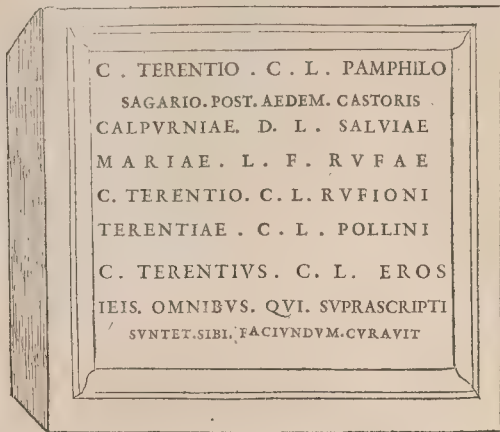 C . TERENTIO . C . L . PAMPHILO
SAGARIO . POST . AEDEM . CASTORIS
CALPVRNIAE . D . L . SALVIAE
MARIAE . L . F . RVFAE
C . TERENTIO . C . L . RVFIONI
TERENTIAE . C . L . POLLINI
C . TERENTIVS . C . L . EROS
IEIS . OMNIBVS . QVI . SVPRASCRIPTI
SVNTET . SIBI . FACIVNDVM . CVRAVIT